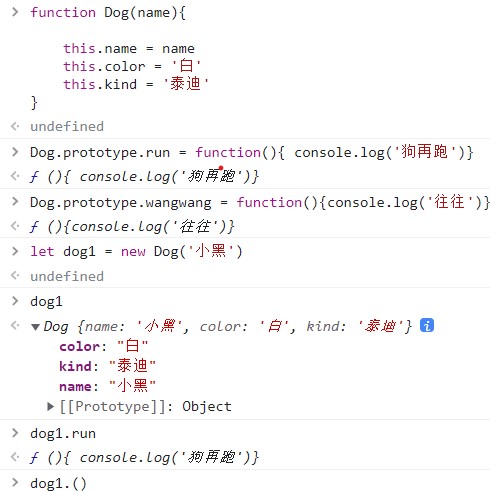 function Dog(name){
this.name = name
this.color = '白'
this.kind = '泰迪'
}
undefined
Dog.prototype.run = function(){ console.log('狗再跑')}
ƒ (){ console.log('狗再跑')}
Dog.prototype.wangwang = function(){console.log('往往')}
ƒ (){console.log('往往')}
let dog1 = new Dog('小黑')
undefined
dog1
Dog {name: '小黑', color: '白', kind: '泰迪'} i
color: "白"
kind: "泰迪"
name: "小黑"
[[Prototype]]: Object
dog1.run
ƒ (){ console.log('狗再跑')}
dog1.()